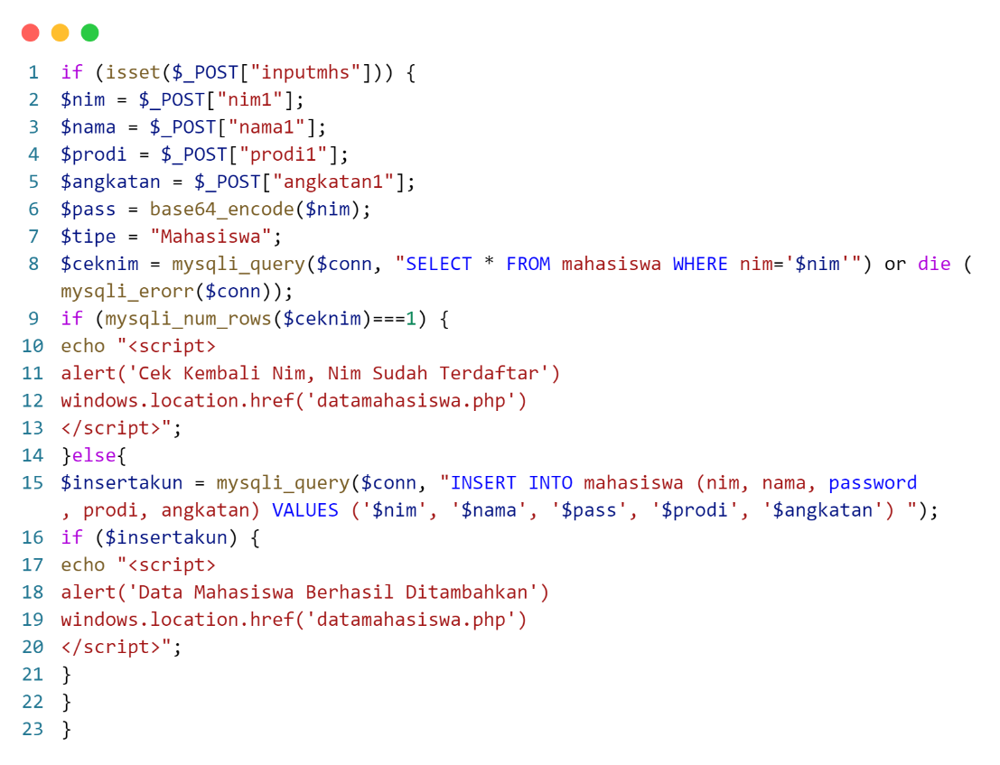 1 if (isset($_POST["inputmhs"])) {
2 $nim = $_POST["nim1"];
3 $nama = $_POST["nama1"];
4 $prodi = $_POST["prodi1"];
5 $angkatan = $_POST["angkatan1"];
6 $pass = base64_encode($nim);
7 $tipe = "Mahasiswa";
8 $ceknim = mysqli_query($conn, "SELECT * FROM mahasiswa WHERE nim='$nim'") or die (
mysqli_erorr($conn));
9 if (mysqli_num_rows($ceknim)===1) {
10 echo "<script>
11 alert('Cek Kembali Nim, Nim Sudah Terdaftar')
12 windows.location.href('datamahasiswa.php')
13 </script>";
14 }else{
15 $insertakun = mysqli_query($conn, "INSERT INTO mahasiswa (nim, nama, password
, prodi, angkatan) VALUES ('$nim', '$nama', '$pass', '$prodi', '$angkatan') ");
16 if ($insertakun) {
17 echo "<script>
18 alert('Data Mahasiswa Berhasil Ditambahkan')
19 windows.location.href('datamahasiswa.php')
20 </script>";
21 }
22 }
23 }